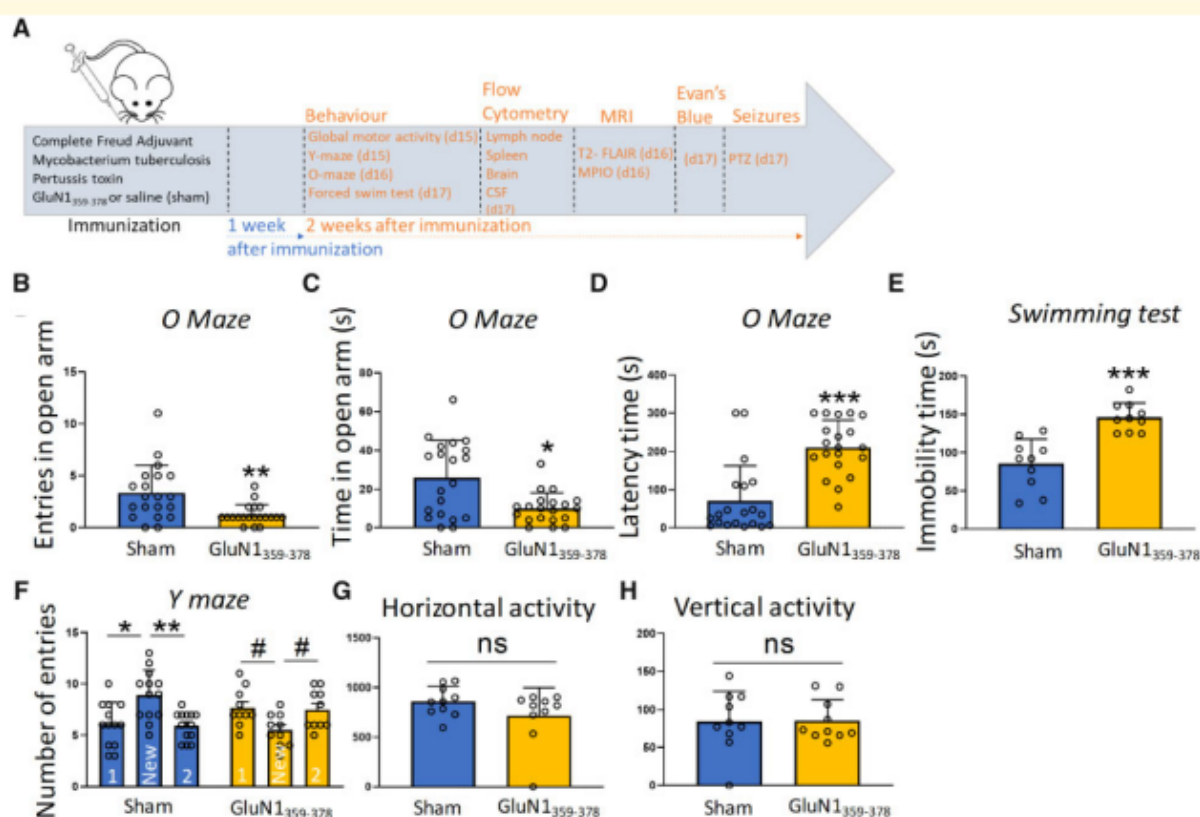 A
Complete Freud Adjuvant
Mycobacterium tuberculosis
Pertussis toxin
GluN1359-378 or saline (sham)
Immunization
1 week
after immunization
2 weeks after immunization
Behaviour
Global motor activity (d15)
Y-maze (d15)
O-maze (d16)
Forced swim test (d17)
Flow
Cytometry
Lymph node
Spleen
Brain
CSF
(d17)
MRI
T2- FLAIR (d16)
MPIO (d16)
Evan's
Blue
(d17)
Seizures
PTZ (d17)
B
O Maze
Entries in open arm
15
10
5
0
**
Sham
GluN1359-378
C
O Maze
Time in open arm (s)
80
60
40
20
0
*
Sham
GluN1359-378
D
O Maze
Latency time (s)
400
300
200
100
0
***
Sham
GluN1359-378
E
Swimming test
Immobility time (s)
200
150
100
50
0
***
Sham
GluN1359-378
F
Y maze
Number of entries
15
10
5
0
* **
# #
1 New 2
1 New 2
Sham
GluN1359-378
G
Horizontal activity
1500
1000
500
0
ns
Sham
GluN1359-378
H
Vertical activity
200
150
100
50
0
ns
Sham
GluN1359-378